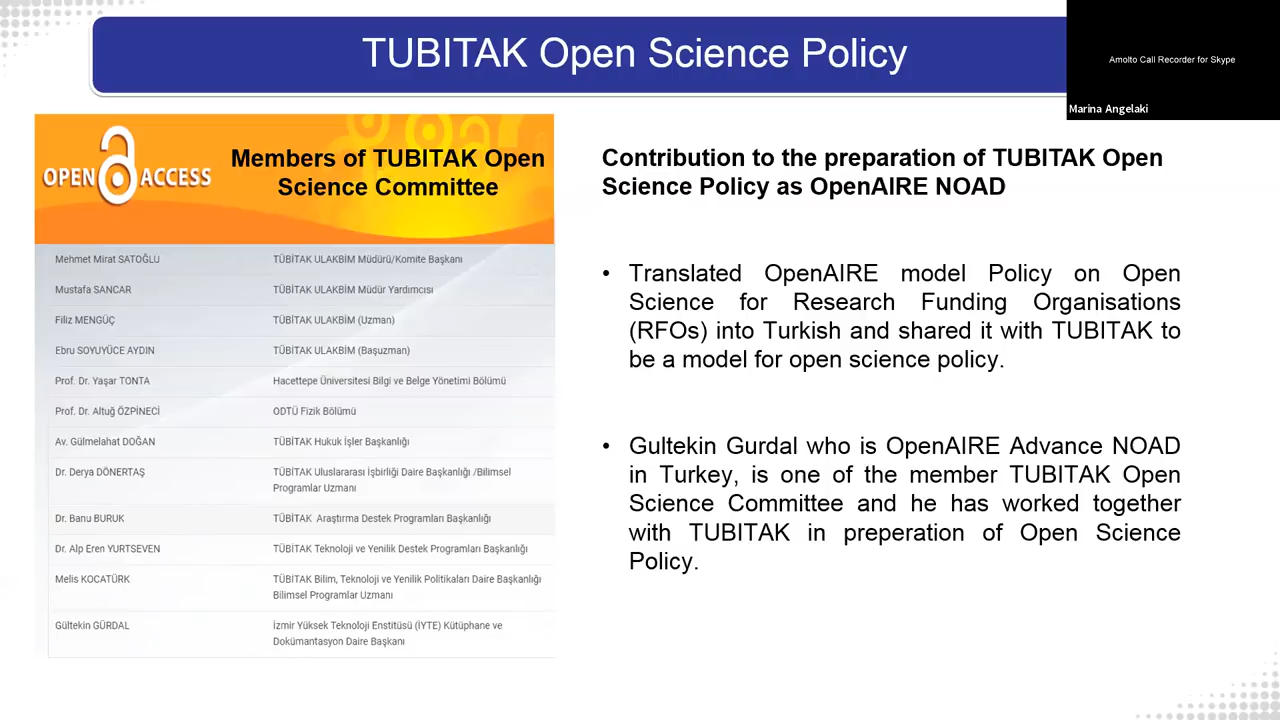 TUBITAK Open Science Policy
Amolto Call Recorder for Skype
Marina Angelaki
OPEN ACCESS
Members of TUBITAK Open
Science Committee
Mehmet Mirat SATOĞLU TÜBİTAK ULAKBİM Müdürü/Komite Başkanı
Mustafa SANCAR TÜBİTAK ULAKBİM Müdür Yardımcısı
Filiz MENGÜÇ TÜBİTAK ULAKBİM (Uzman)
Ebru SOYUYÜCE AYDIN TÜBİTAK ULAKBİM (Başuzman)
Prof. Dr. Yaşar TONTA Hacettepe Üniversitesi Bilgi ve Belge Yönetimi Bölümü
Prof. Dr. Altuğ ÖZPİNECİ ODTÜ Fizik Bölümü
Av. Gülmelahat DOĞAN TÜBİTAK Hukuk İşler Başkanlığı
Dr. Derya DÖNERTAŞ TÜBİTAK Uluslararası İşbirliği Daire Başkanlığı /Bilimsel
Programlar Uzmanı
Dr. Banu BURUK TÜBİTAK Araştırma Destek Programları Başkanlığı
Dr. Alp Eren YURTSEVEN TÜBİTAK Teknoloji ve Yenilik Destek Programları Başkanlığı
Melis KOCATÜRK TÜBİTAK Bilim, Teknoloji ve Yenilik Politikaları Daire Başkanlığı
Bilimsel Programlar Uzmanı
Gültekin GÜRDAL İzmir Yüksek Teknoloji Enstitüsü (İYTE) Kütüphane ve
Dokümantasyon Daire Başkanı
Contribution to the preparation of TUBITAK Open
Science Policy as OpenAIRE NOAD
• Translated OpenAIRE model Policy on Open
Science for Research Funding Organisations
(RFOs) into Turkish and shared it with TUBITAK to
be a model for open science policy.
• Gultekin Gurdal who is OpenAIRE Advance NOAD
in Turkey, is one of the member TUBITAK Open
Science Committee and he has worked together
with TUBITAK in preperation of Open Science
Policy.